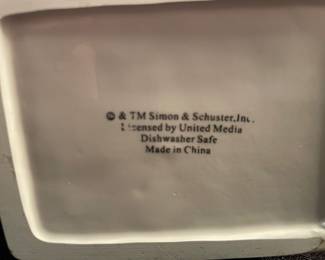 © & TM Simon & Schuster, Inc.
Licensed by United Media
Dishwasher Safe
Made in China